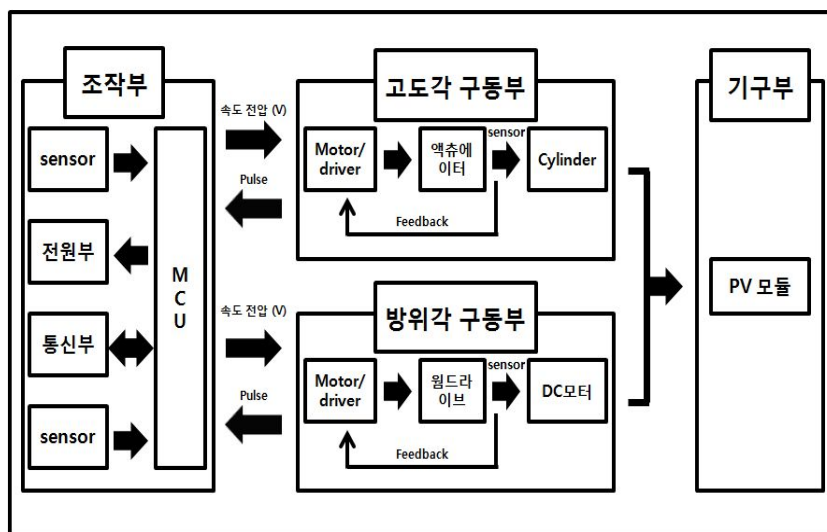 조작부
sensor
전원부
통신부
sensor
M
C
U
속도 전압 (V)
Pulse
속도 전압 (V)
Pulse
고도각 구동부
Motor/
driver
액츄에
이터
sensor
Cylinder
Feedback
방위각 구동부
Motor/
driver
웜드라
이브
sensor
DC모터
Feedback
기구부
PV 모듈